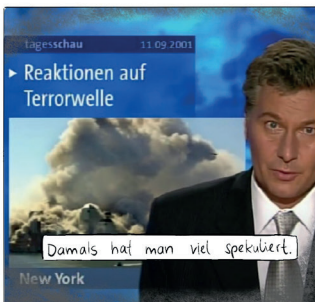 tagesschau 11.09.2001
Reaktionen auf
Terrorwelle
Damals hat man viel spekuliert.
New York